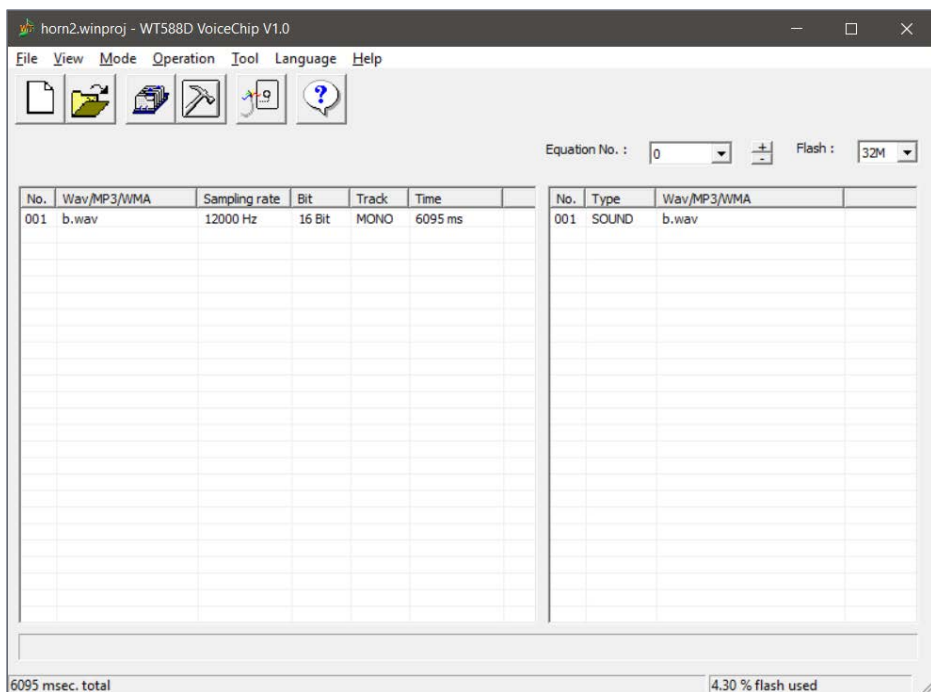 horn2.winproj - WT588D VoiceChip V1.0
File View Mode Operation Tool Language Help
Equation No. : 0 + - Flash : 32M
No. Wav/MP3/WMA Sampling rate Bit Track Time
001 b.wav 12000 Hz 16 Bit MONO 6095 ms
No. Type Wav/MP3/WMA
001 SOUND b.wav
6095 msec. total
4.30 % flash used